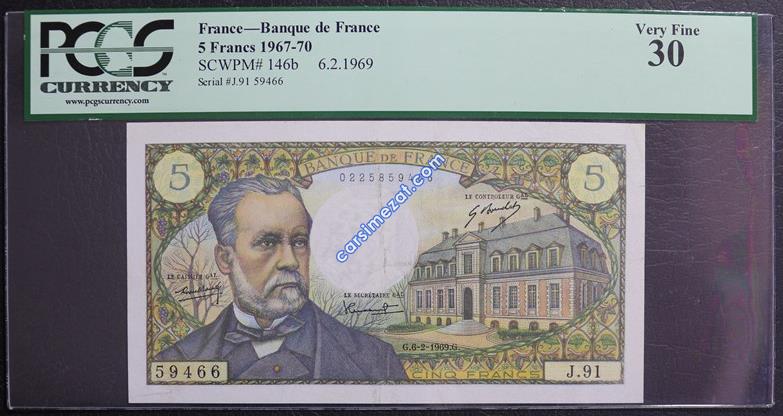 PCGS
CURRENCY
www.pcgscurrency.com
France—Banque de France
5 Francs 1967-70
SCWPM# 146b 6.2.1969
Serial #J.91 59466
Very Fine
30
BANQUE DE FRANCE
5
5
LE CONTROLEUR GAL
carsimezat.com
LE CAISSIER GAL
LE SECRÉTAIRE GAL
G.6-2-1969.G.
59466
CINQ FRANCS
J.91